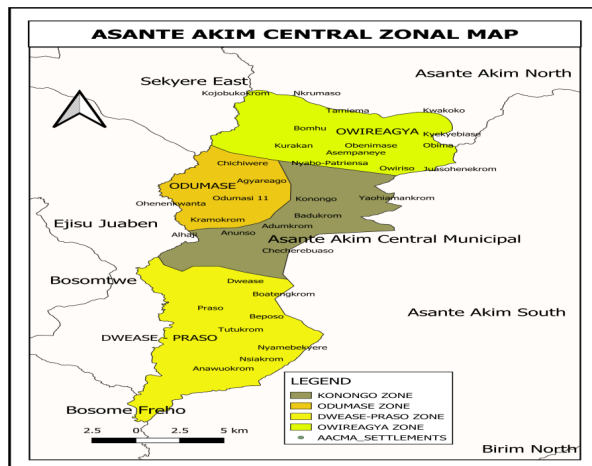 ASANTE AKIM CENTRAL ZONAL MAP
Sekyere East
Asante Akim North
Kojobukokrom
Nkrumaso
Tamiema
Kwakoko
Bomhu
OWIREAGYA
Kyekyebiase
Kurakan
Obenimase
Obima
Asempaneye
Chichiwere
Nyaho-Patriensa
Owiriso
Juasohenekrom
Agyareago
ODUMASE
Ohenenkwanta
Odumasi 11
Konongo
Yaohiamankrom
Kramokrom
Badukrom
Ejisu Juaben
Alhaji
Anunso
Adumkrom
Asante Akim Central Municipal
Checherebuaso
Bosomtwe
Dwease
Boatengkrom
Praso
Beposo
Asante Akim South
Tutukrom
DWEASE - PRASO
Nyamebekyere
Nsiakrom
Anawuokrom
Bosome Freho
LEGEND
KONONGO ZONE
ODUMASE ZONE
DWEASE-PRASO ZONE
OWIREAGYA ZONE
AACMA_SETTLEMENTS
2.5 0 2.5 5 km
Birim North